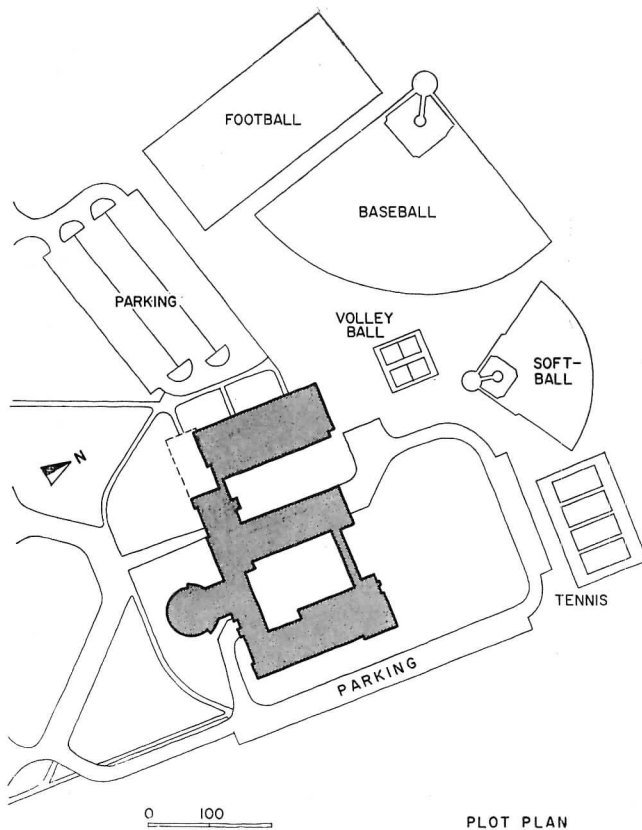 FOOTBALL
BASEBALL
PARKING
VOLLEY
BALL
SOFT-
BALL
N
TENNIS
PARKING
0 100
PLOT PLAN